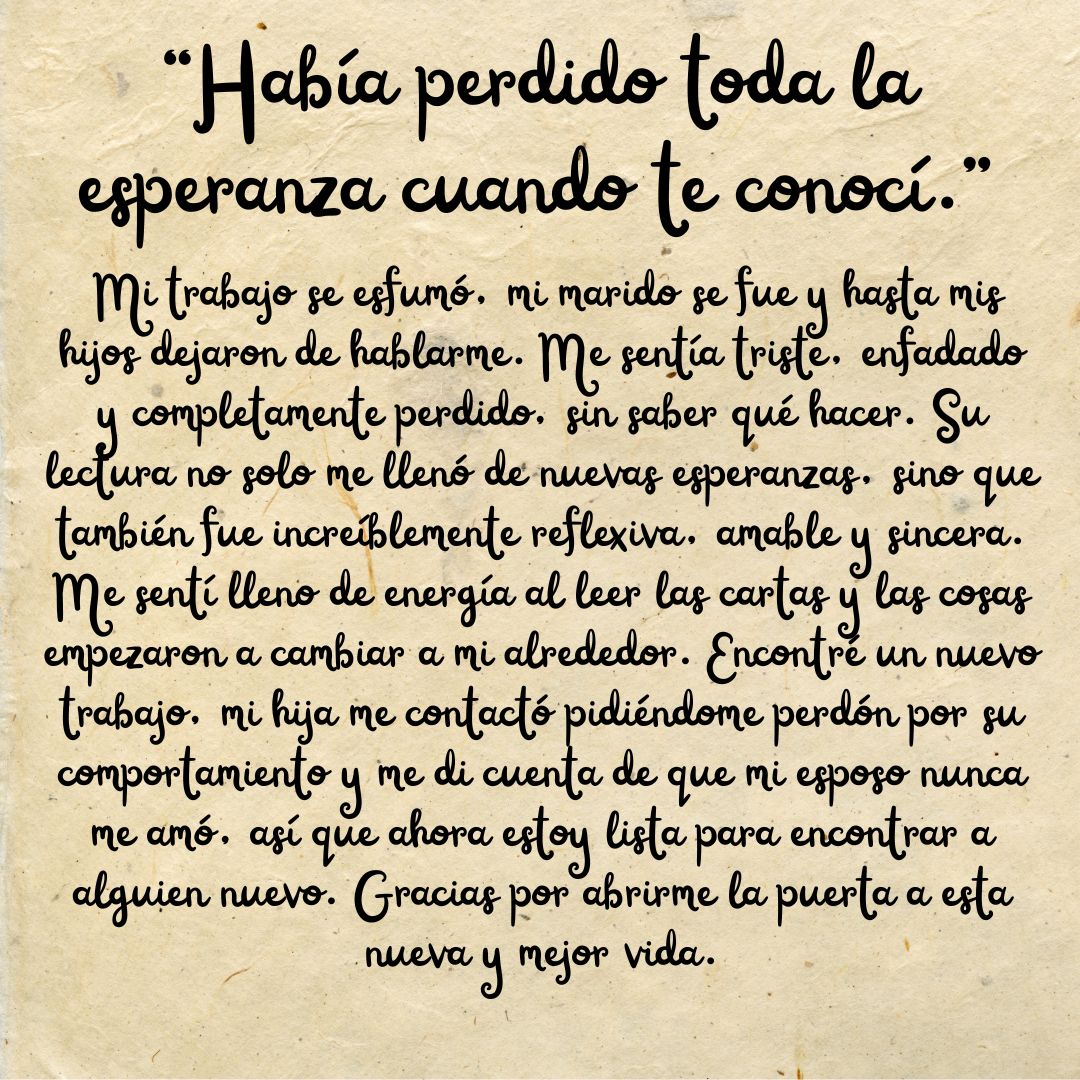 “Había perdido toda la
esperanza cuando te conocí.”
Mi trabajo se esfumó, mi marido se fue y hasta mis
hijos dejaron de hablarme. Me sentía triste, enfadado
y completamente perdido, sin saber qué hacer. Su
lectura no solo me llenó de nuevas esperanzas, sino que
también fue increíblemente reflexiva, amable y sincera.
Me sentí lleno de energía al leer las cartas y las cosas
empezaron a cambiar a mi alrededor. Encontré un nuevo
trabajo, mi hija me contactó pidiéndome perdón por su
comportamiento y me di cuenta de que mi esposo nunca
me amó, así que ahora estoy lista para encontrar a
alguien nuevo. Gracias por abrirme la puerta a esta
nueva y mejor vida.